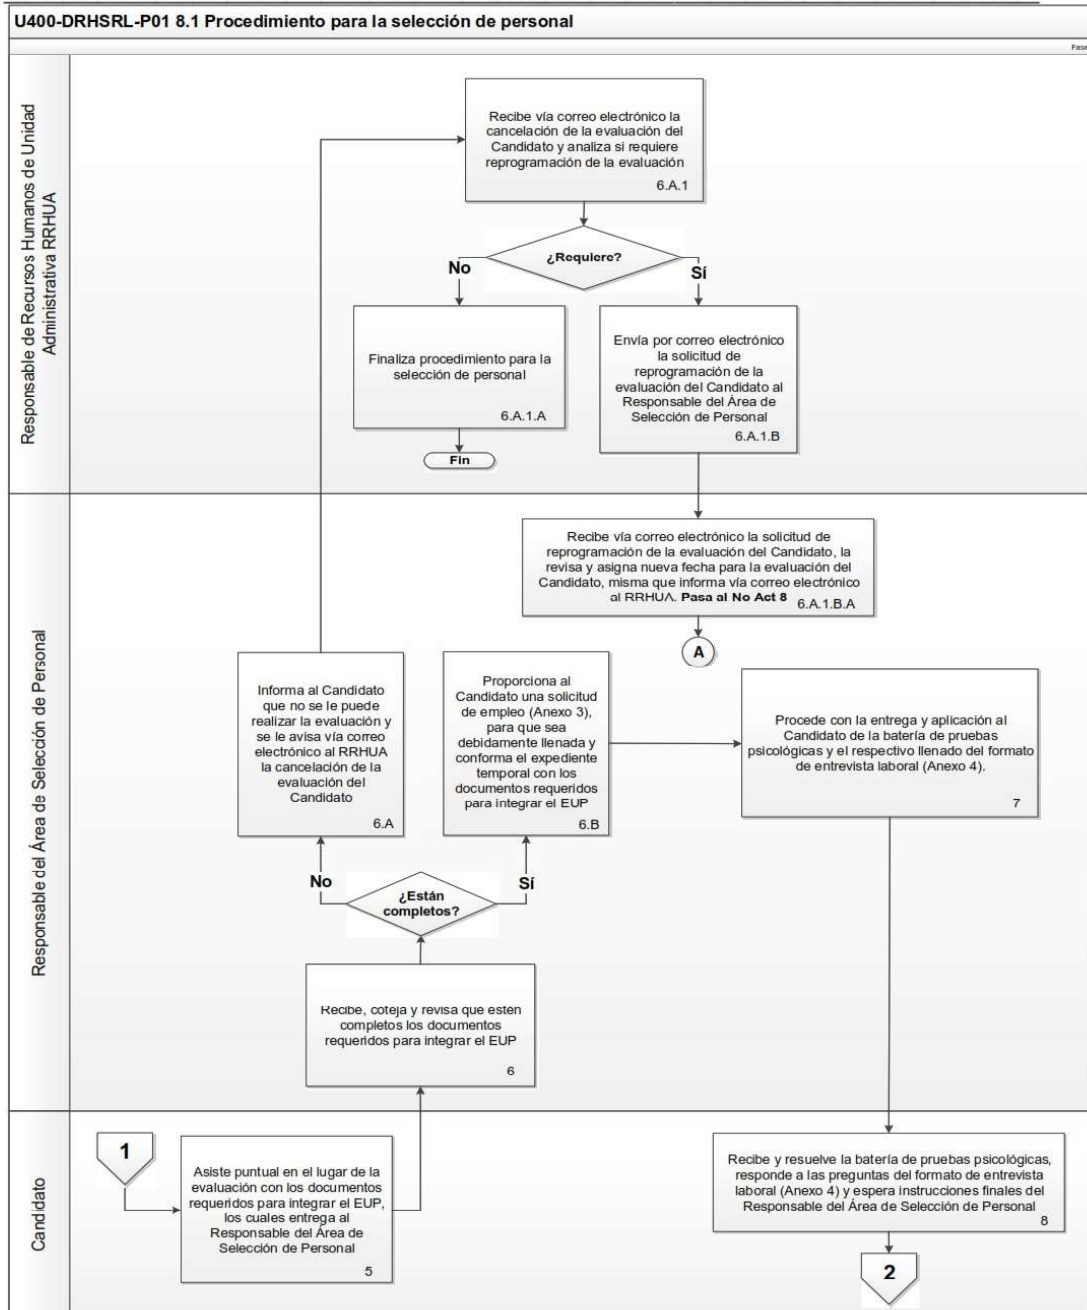 U400-DRHSRL-P01 8.1 Procedimiento para la selección de personal
Fase
Responsable de Recursos Humanos de Unidad
Administrativa RRHUA
Recibe vía correo electrónico la
cancelación de la evaluación del
Candidato y analiza si requiere
reprogramación de la evaluación
6.A.1
¿Requiere?
No
Sí
Finaliza procedimiento para la
selección de personal
6.A.1.A
Fin
Envía por correo electrónico
la solicitud de
reprogramación de la
evaluación del Candidato al
Responsable del Área de
Selección de Personal
6.A.1.B
Responsable del Área de Selección de Personal
Recibe vía correo electrónico la solicitud de
reprogramación de la evaluación del Candidato, la
revisa y asigna nueva fecha para la evaluación del
Candidato, misma que informa vía correo electrónico
al RRHUA. Pasa al No Act 8
6.A.1.B.A
A
Informa al Candidato
que no se le puede
realizar la evaluación y
se le avisa vía correo
electrónico al RRHUA
la cancelación de la
evaluación del
Candidato
6.A
Proporciona al
Candidato una solicitud
de empleo (Anexo 3),
para que sea
debidamente llenada y
conforma el expediente
temporal con los
documentos requeridos
para integrar el EUP
6.B
Procede con la entrega y aplicación al
Candidato de la batería de pruebas
psicológicas y el respectivo llenado del formato
de entrevista laboral (Anexo 4).
7
No
Sí
¿Están
completos?
Recibe, coteja y revisa que esten
completos los documentos
requeridos para integrar el EUP
6
Candidato
1
Asiste puntual en el lugar de la
evaluación con los documentos
requeridos para integrar el EUP,
los cuales entrega al
Responsable del Área de
Selección de Personal
5
Recibe y resuelve la batería de pruebas psicológicas,
responde a las preguntas del formato de entrevista
laboral (Anexo 4) y espera instrucciones finales del
Responsable del Área de Selección de Personal
8
2